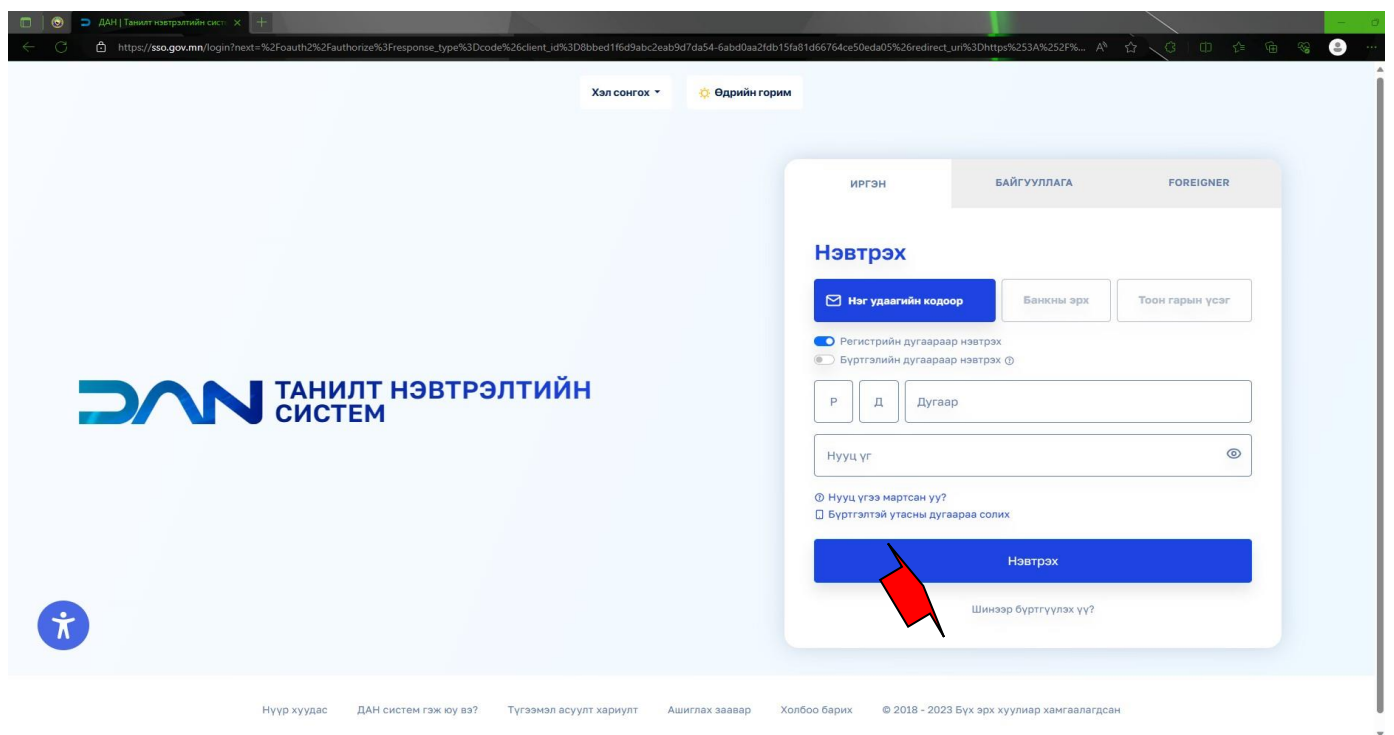 ДАН | Танилт нэвтрэлтийн сист
https://sso.gov.mn/login?next=%2Foauth2%2Fauthorize%3Fresponse_type%3Dcode%26client_id%3D8bbed1f6d9abc2eab9d7da54-6abd0aa2fdb15fa81d66764ce50eda05%26redirect_uri%3Dhttps%253A%252F%...
Хэл сонгох
Өдрийн горим
ИРГЭН
БАЙГУУЛЛАГА
FOREIGNER
Нэвтрэх
Нэг удаагийн кодоор
Банкны эрх
Тоон гарын үсэг
Регистрийн дугаараар нэвтрэх
Бүртгэлийн дугаараар нэвтрэх
Р Д Дугаар
DAN ТАНИЛТ НЭВТРЭЛТИЙН
СИСТЕМ
Нууц үг
Нууц үгээ мартсан уу?
Бүртгэлтэй утасны дугаараа солих
Нэвтрэх
Шинээр бүртгүүлэх үү?
Нүүр хуудас ДАН систем гэж юу вэ? Түгээмэл асуулт хариулт Ашиглах заавар Холбоо барих © 2018 - 2023 Бүх эрх хуулиар хамгаалагдсан